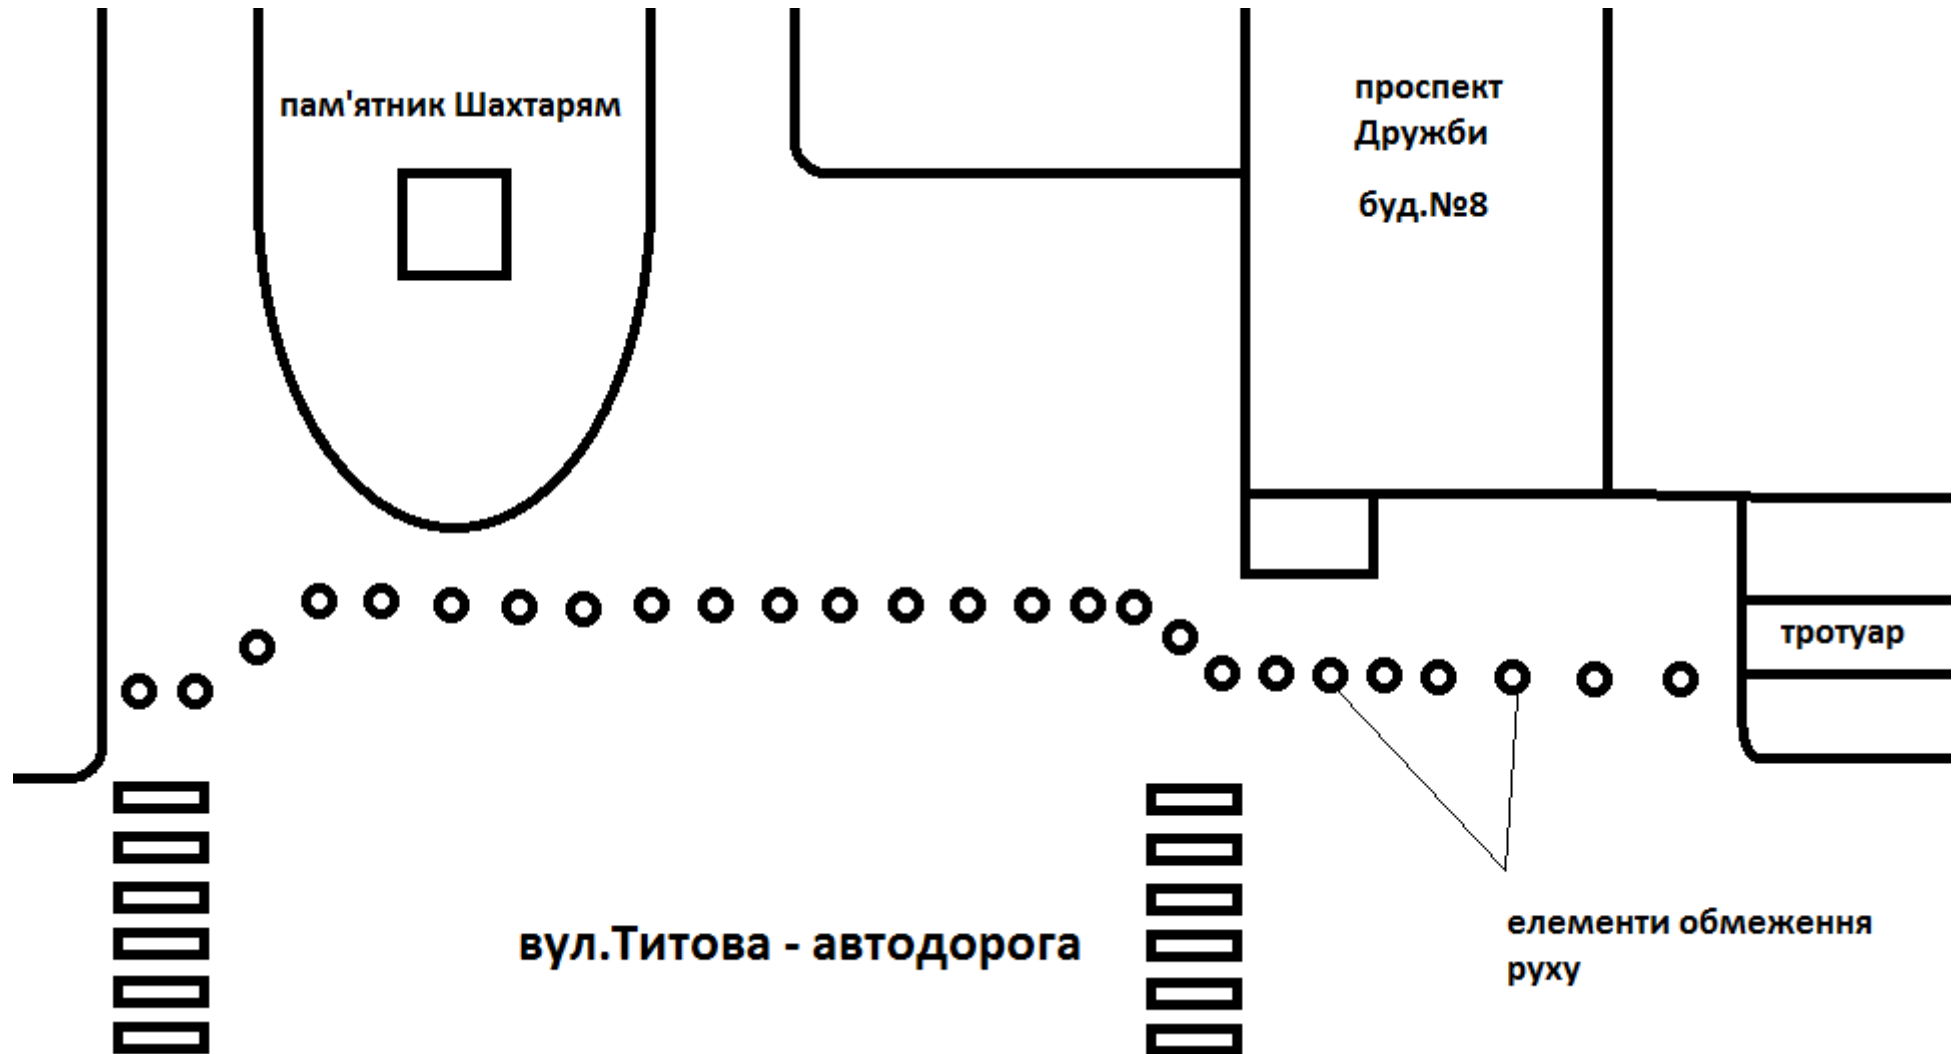 пам'ятник Шахтарям
проспект
Дружби
буд.№8
тротуар
вул.Титова - автодорога
елементи обмеження
руху